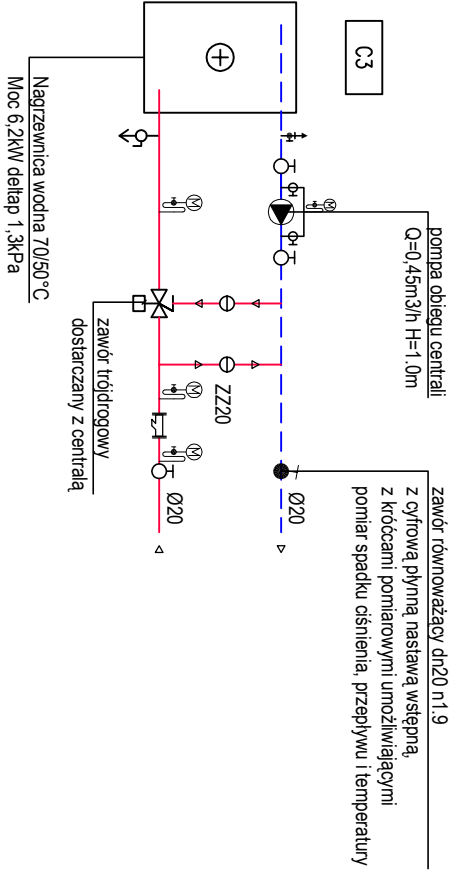 C3
pompa obiegu centrali
Q=0,45m3/h H=1.0m
zawór równoważący dn20 n1.9
z cyfrową płynną nastawą wstępną,
z króćcami pomiarowymi umożliwiającymi
pomiar spadku ciśnienia, przepływu i temperatury
M
Ø20
ZZ20
M
M
M
Ø20
zawór trójdrogowy
dostarczany z centralą
Nagrzewnica wodna 70/50°C
Moc 6,2kW deltap 1,3kPa